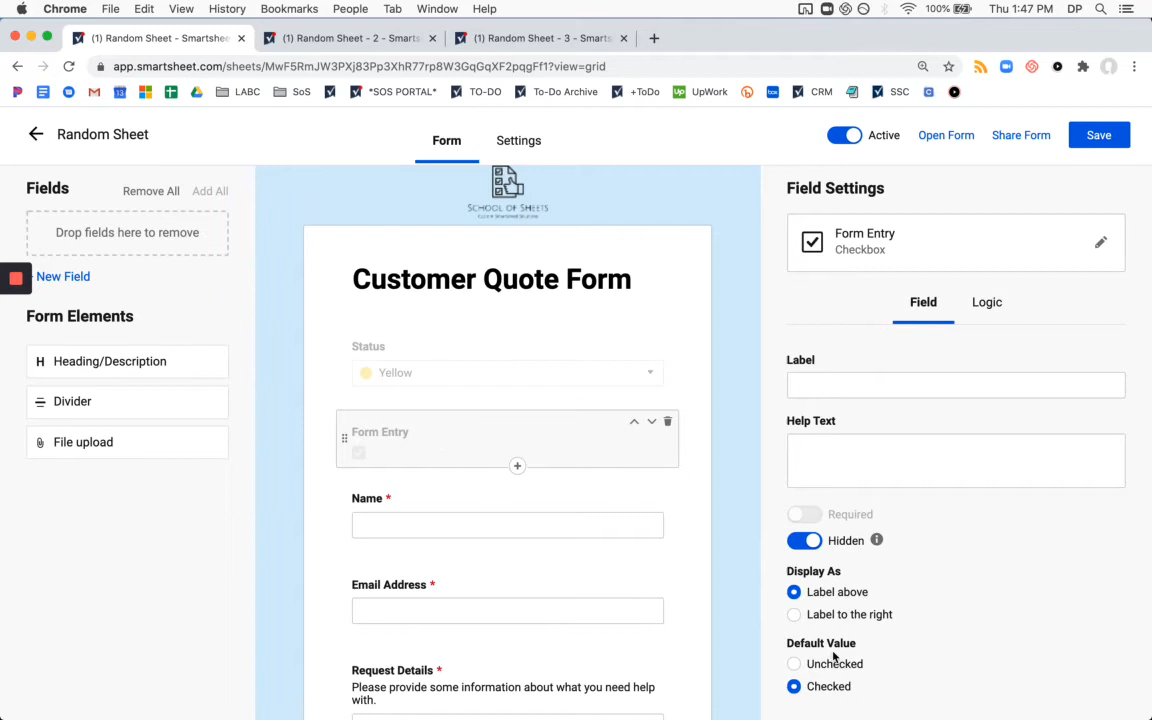 Chrome File Edit View History Bookmarks People Tab Window Help 100% Thu 1:47 PM DP
(1) Random Sheet - Smartshee (1) Random Sheet - 2 - Smarts (1) Random Sheet - 3 - Smarts
app.smartsheet.com/sheets/MwF5RmJW3PXj83Pp3XhR77rp8W3GqGqXF2pqgFf1?view=grid
LABC SoS *SOS PORTAL* TO-DO To-Do Archive +ToDo UpWork CRM SSC
Random Sheet
Form
Settings
Active
Open Form
Share Form
Save
Fields
Remove All
Add All
Drop fields here to remove
New Field
Form Elements
H Heading/Description
Divider
File upload
SCHOOL OF SHEETS
Custom Smartsheet Solutions
Customer Quote Form
Status
Yellow
Form Entry
Name *
Email Address *
Request Details *
Please provide some information about what you need help
with.
Field Settings
Form Entry
Checkbox
Field
Logic
Label
Help Text
Required
Hidden
Display As
Label above
Label to the right
Default Value
Unchecked
Checked